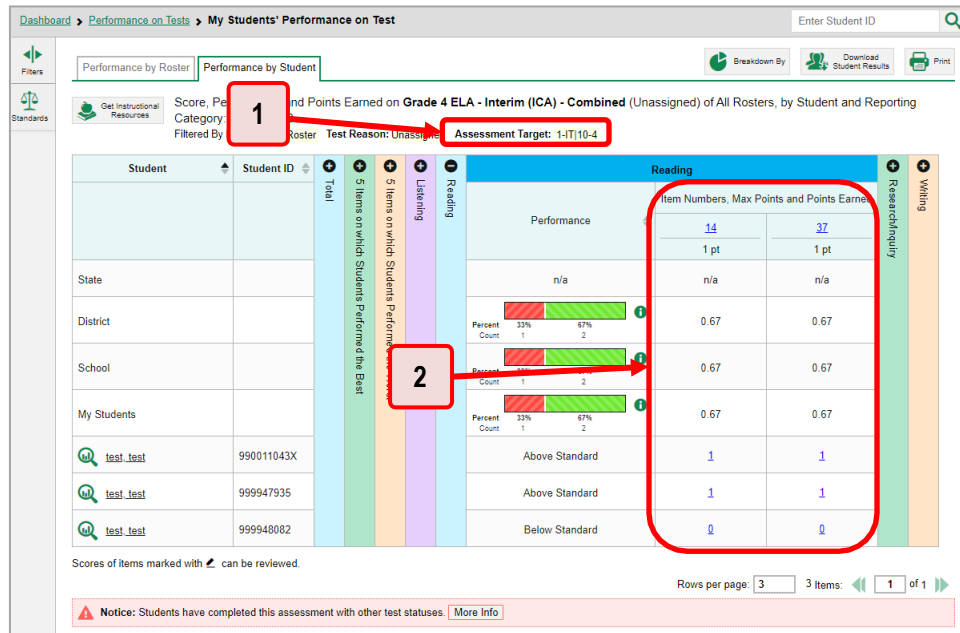 Dashboard > Performance on Tests > My Students' Performance on Test
Enter Student ID
Filters
Standards
Performance by Roster
Performance by Student
Breakdown By
Download Student Results
Print
Get Instructional Resources
Score, and Points Earned on Grade 4 ELA - Interim (ICA) - Combined (Unassigned) of All Rosters, by Student and Reporting
Category:
Filtered By Roster Test Reason: Assessment Target: 1-IT|10-4
1
Student
Student ID
Total
5 Items on which Students Performed the Best
5 Items on which Students Performed the
Listening
Reading
Reading
Performance
Item Numbers, Max Points and Points Earned
14 37
1 pt 1 pt
Research/Inquiry
Writing
State n/a n/a n/a
District
Percent 33% 67%
Count 1 2
0.67 0.67
School
Count 1 2
0.67 0.67
2
My Students
Percent 33% 67%
Count 1 2
0.67 0.67
test, test 990011043X Above Standard 1 1
test, test 999947935 Above Standard 1 1
test, test 999948082 Below Standard 0 0
Scores of items marked with can be reviewed.
Rows per page: 3 3 Items: 1 of 1
Notice: Students have completed this assessment with other test statuses. More Info